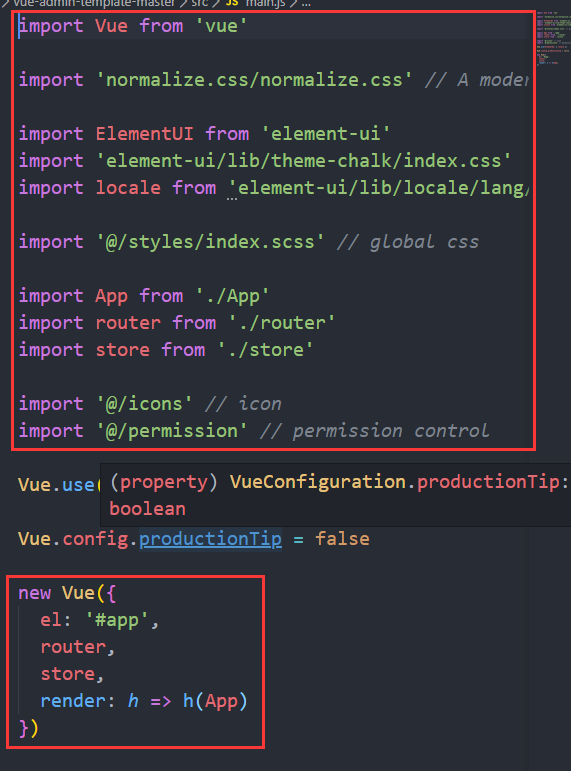 vue-admin-template-master > src > JS main.js > ...
import Vue from 'vue'
import 'normalize.css/normalize.css' // A moder
import ElementUI from 'element-ui'
import 'element-ui/lib/theme-chalk/index.css'
import locale from 'element-ui/lib/locale/lang/
import '@/styles/index.scss' // global css
import App from './App'
import router from './router'
import store from './store'
import '@/icons' // icon
import '@/permission' // permission control
Vue.use(
(property) VueConfiguration.productionTip:
boolean
Vue.config.productionTip = false
new Vue({
el: '#app',
router,
store,
render: h => h(App)
})